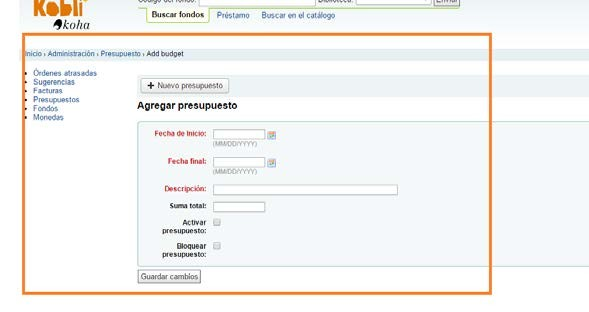 Kobli
koha
Código del fondo: Biblioteca: Enviar
Buscar fondos Préstamo Buscar en el catálogo
Inicio › Administración › Presupuesto › Add budget
Órdenes atrasadas
Sugerencias
Facturas
Presupuestos
Fondos
Monedas
+ Nuevo presupuesto
Agregar presupuesto
Fecha de Inicio:
(MM/DD/YYYY)
Fecha final:
(MM/DD/YYYY)
Descripción:
Suma total:
Activar
presupuesto:
Bloquear
presupuesto:
Guardar cambios